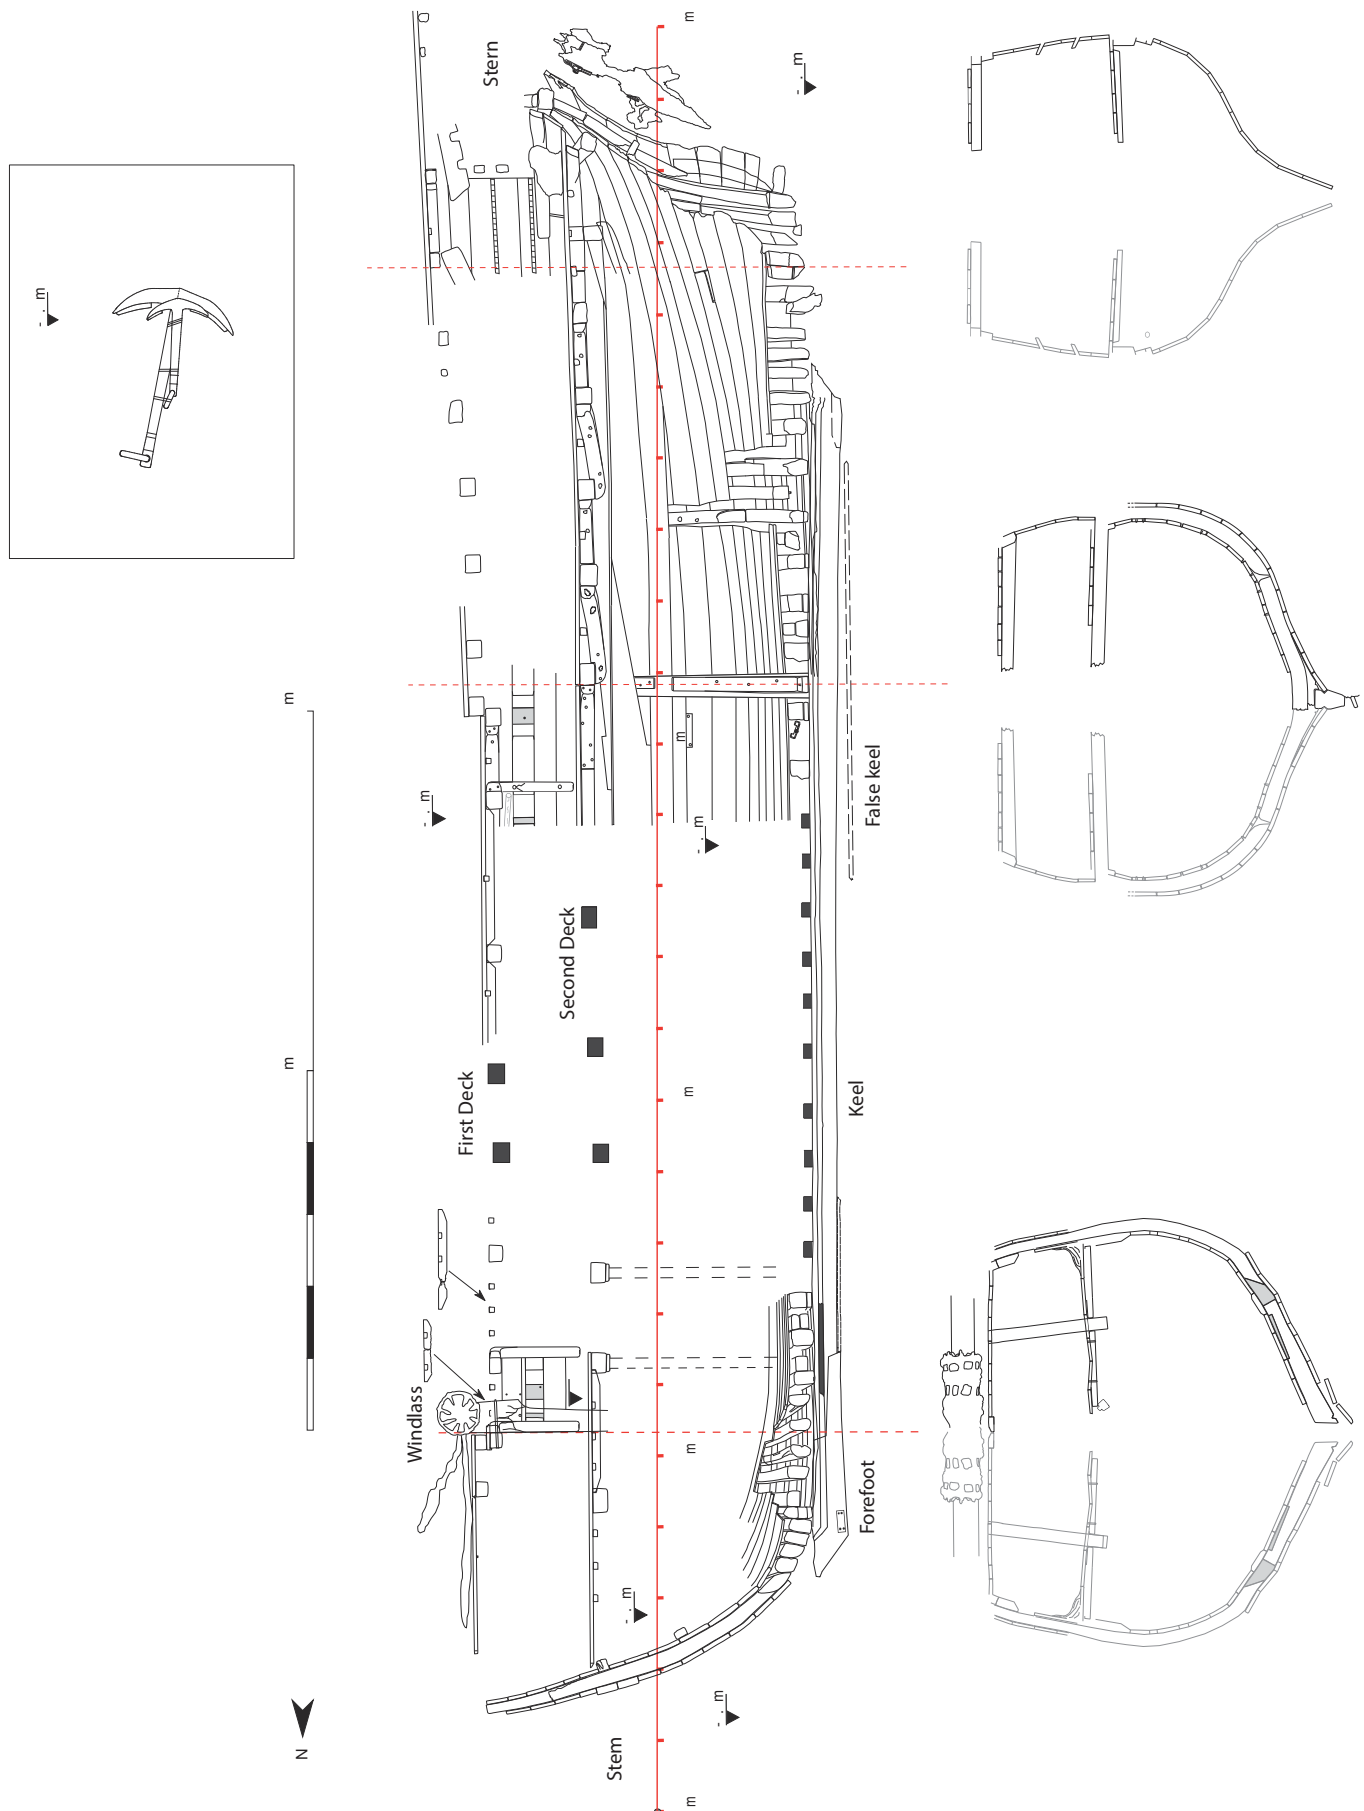 m
Stern
m
- . m
- . m
m
m
- . m
- . m
False keel
Second Deck
m
First Deck
m
Keel
Windlass
m
Forefoot
- . m
- . m
Stem
N
m